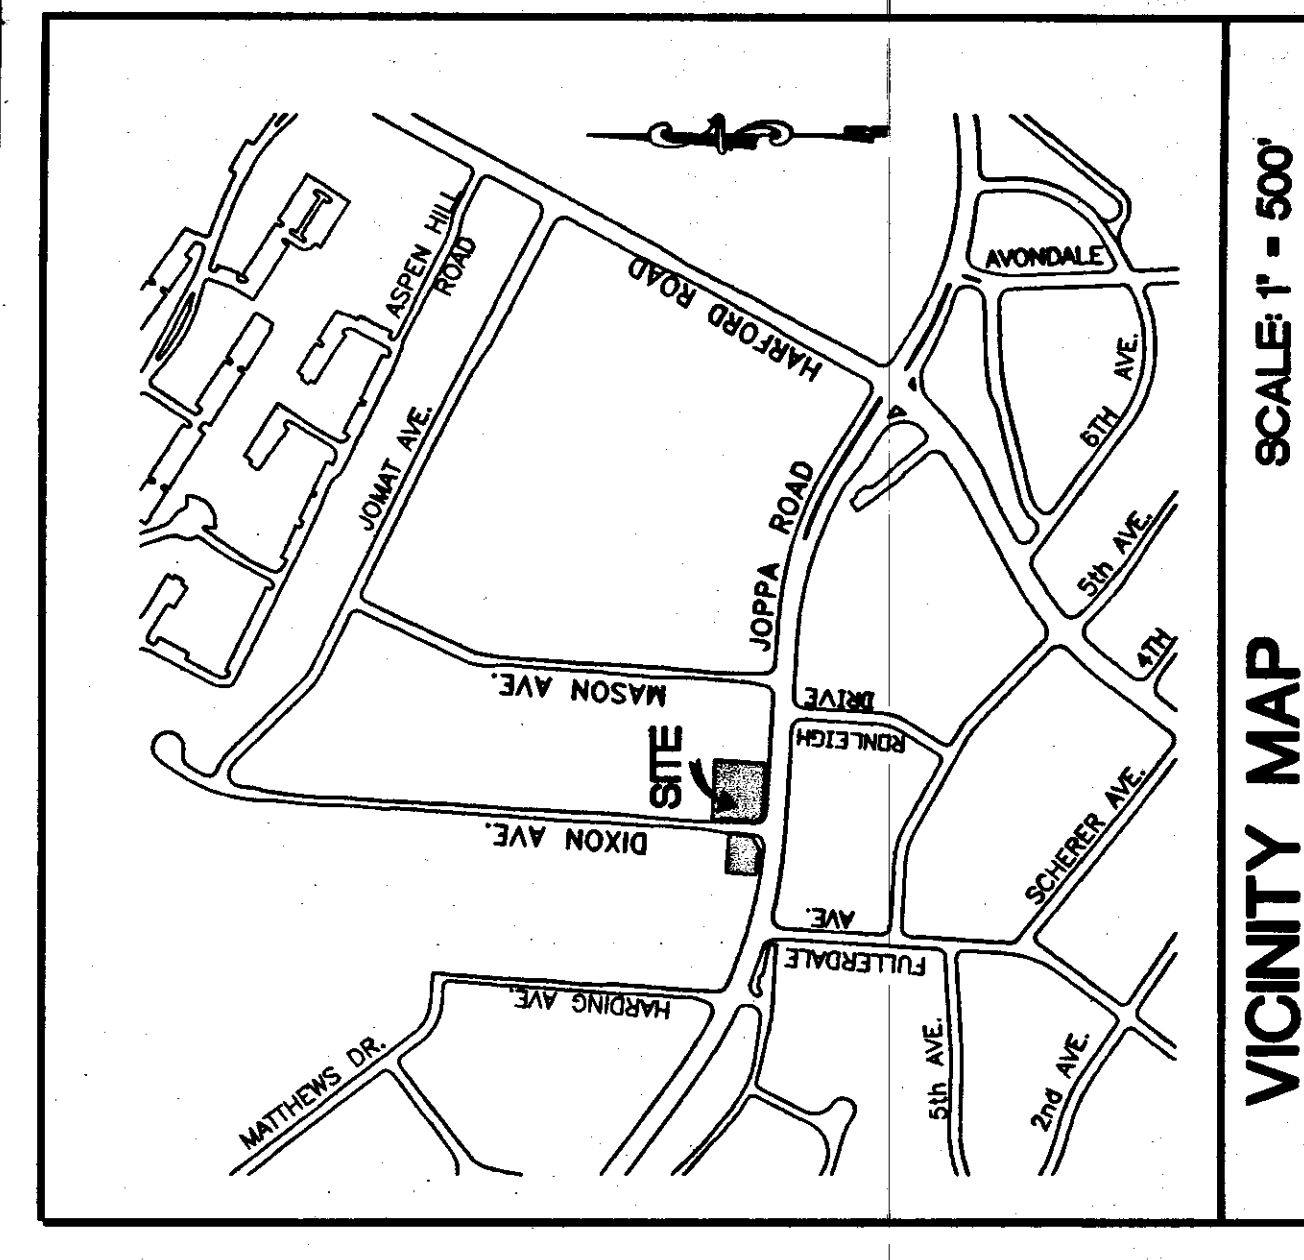 ASPEN HILL
ROAD
JOMAT AVE.
HARFORD ROAD
AVONDALE
6TH AVE.
JOPPA ROAD
5th AVE.
4TH
MASON AVE.
RDNLEIGH
DRIVE
SITE
DIXON AVE.
SCHERER AVE.
FULLERDALE
AVE.
HARDING AVE.
MATTHEWS DR.
5th AVE.
2nd AVE.
VICINITY MAP
SCALE: 1" = 500'